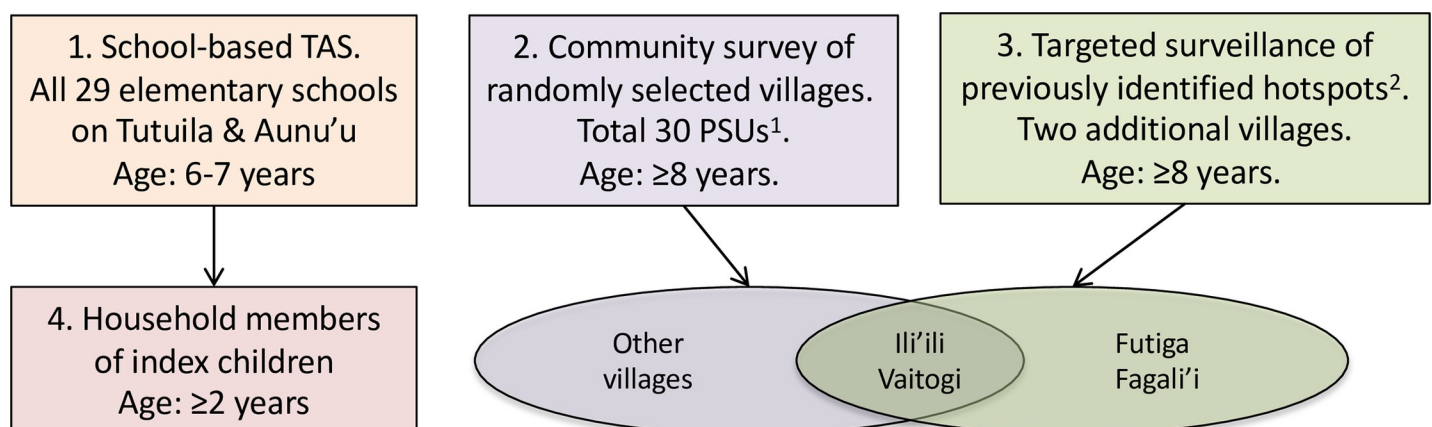 1. School-based TAS.
All 29 elementary schools
on Tutuila & Aunu’u
Age: 6-7 years
2. Community survey of
randomly selected villages.
Total 30 PSUs¹.
Age: ≥8 years.
3. Targeted surveillance of
previously identified hotspots².
Two additional villages.
Age: ≥8 years.
4. Household members
of index children
Age: ≥2 years
Other
villages
Ili’ili
Vaitogi
Futiga
Fagali’i